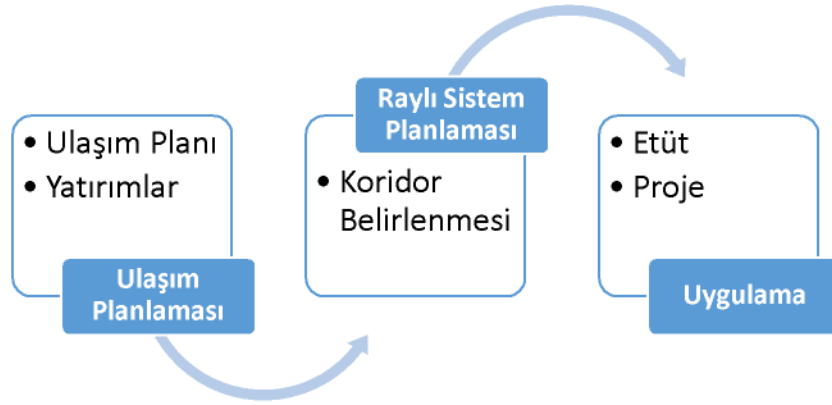 • Ulaşım Planı
• Yatırımlar
Ulaşım
Planlaması
Raylı Sistem
Planlaması
• Koridor
Belirlenmesi
• Etüt
• Proje
Uygulama